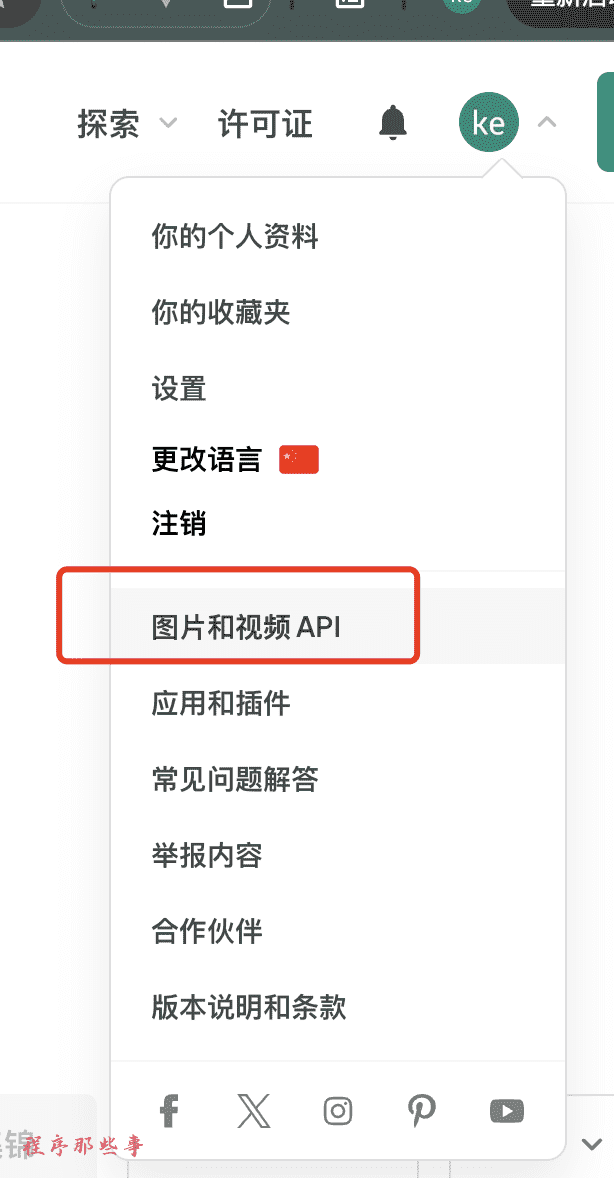 探索 许可证 ke
你的个人资料
你的收藏夹
设置
更改语言
注销
图片和视频 API
应用和插件
常见问题解答
举报内容
合作伙伴
版本说明和条款
程序那些事